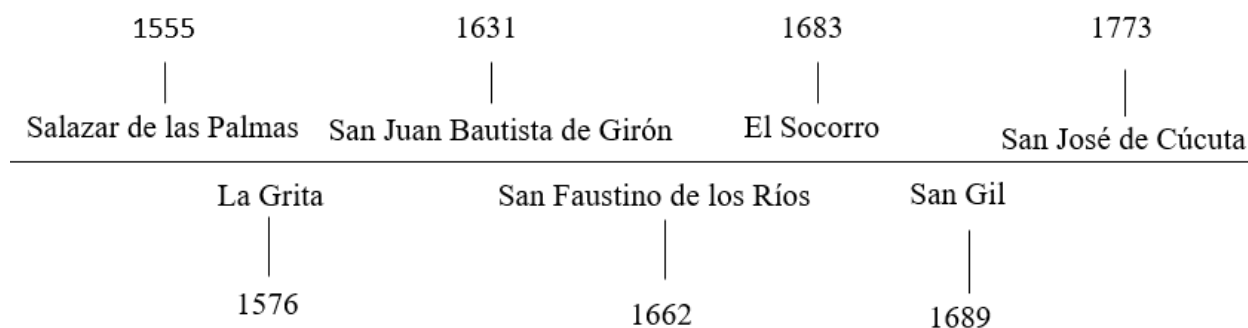 1555
1631
1683
1773
Salazar de las Palmas
San Juan Bautista de Girón
El Socorro
San José de Cúcuta
La Grita
San Faustino de los Ríos
San Gil
1576
1662
1689